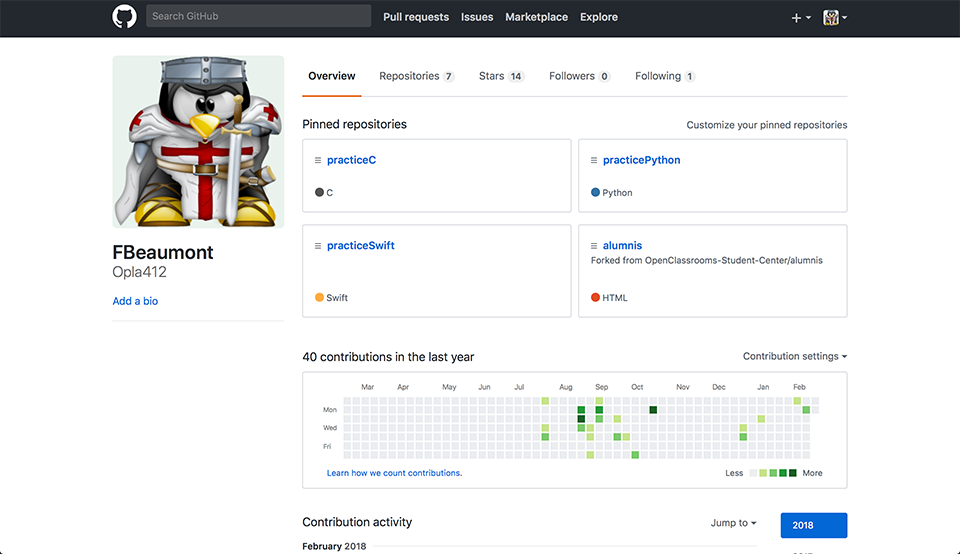 Search GitHub
Pull requests Issues Marketplace Explore
Overview Repositories 7 Stars 14 Followers 0 Following 1
Pinned repositories Customize your pinned repositories
practiceC
C
practicePython
Python
practiceSwift
Swift
alumnis
Forked from OpenClassrooms-Student-Center/alumnis
HTML
FBeaumont
Opla412
Add a bio
40 contributions in the last year Contribution settings
Mar Apr May Jun Jul Aug Sep Oct Nov Dec Jan Feb
Mon
Wed
Fri
Learn how we count contributions. Less More
Contribution activity Jump to 2018
February 2018